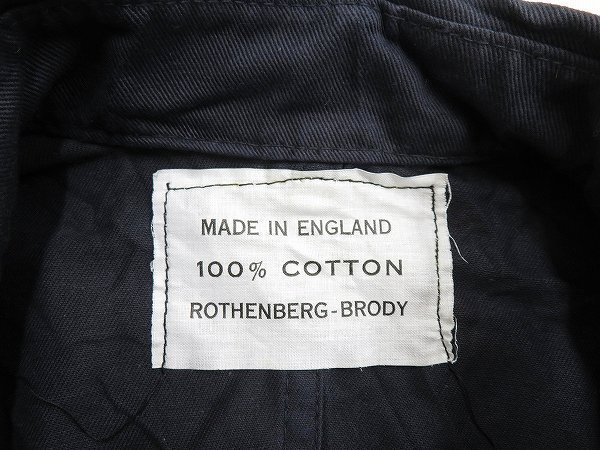 MADE IN ENGLAND
100% COTTON
ROTHENBERG-BRODY